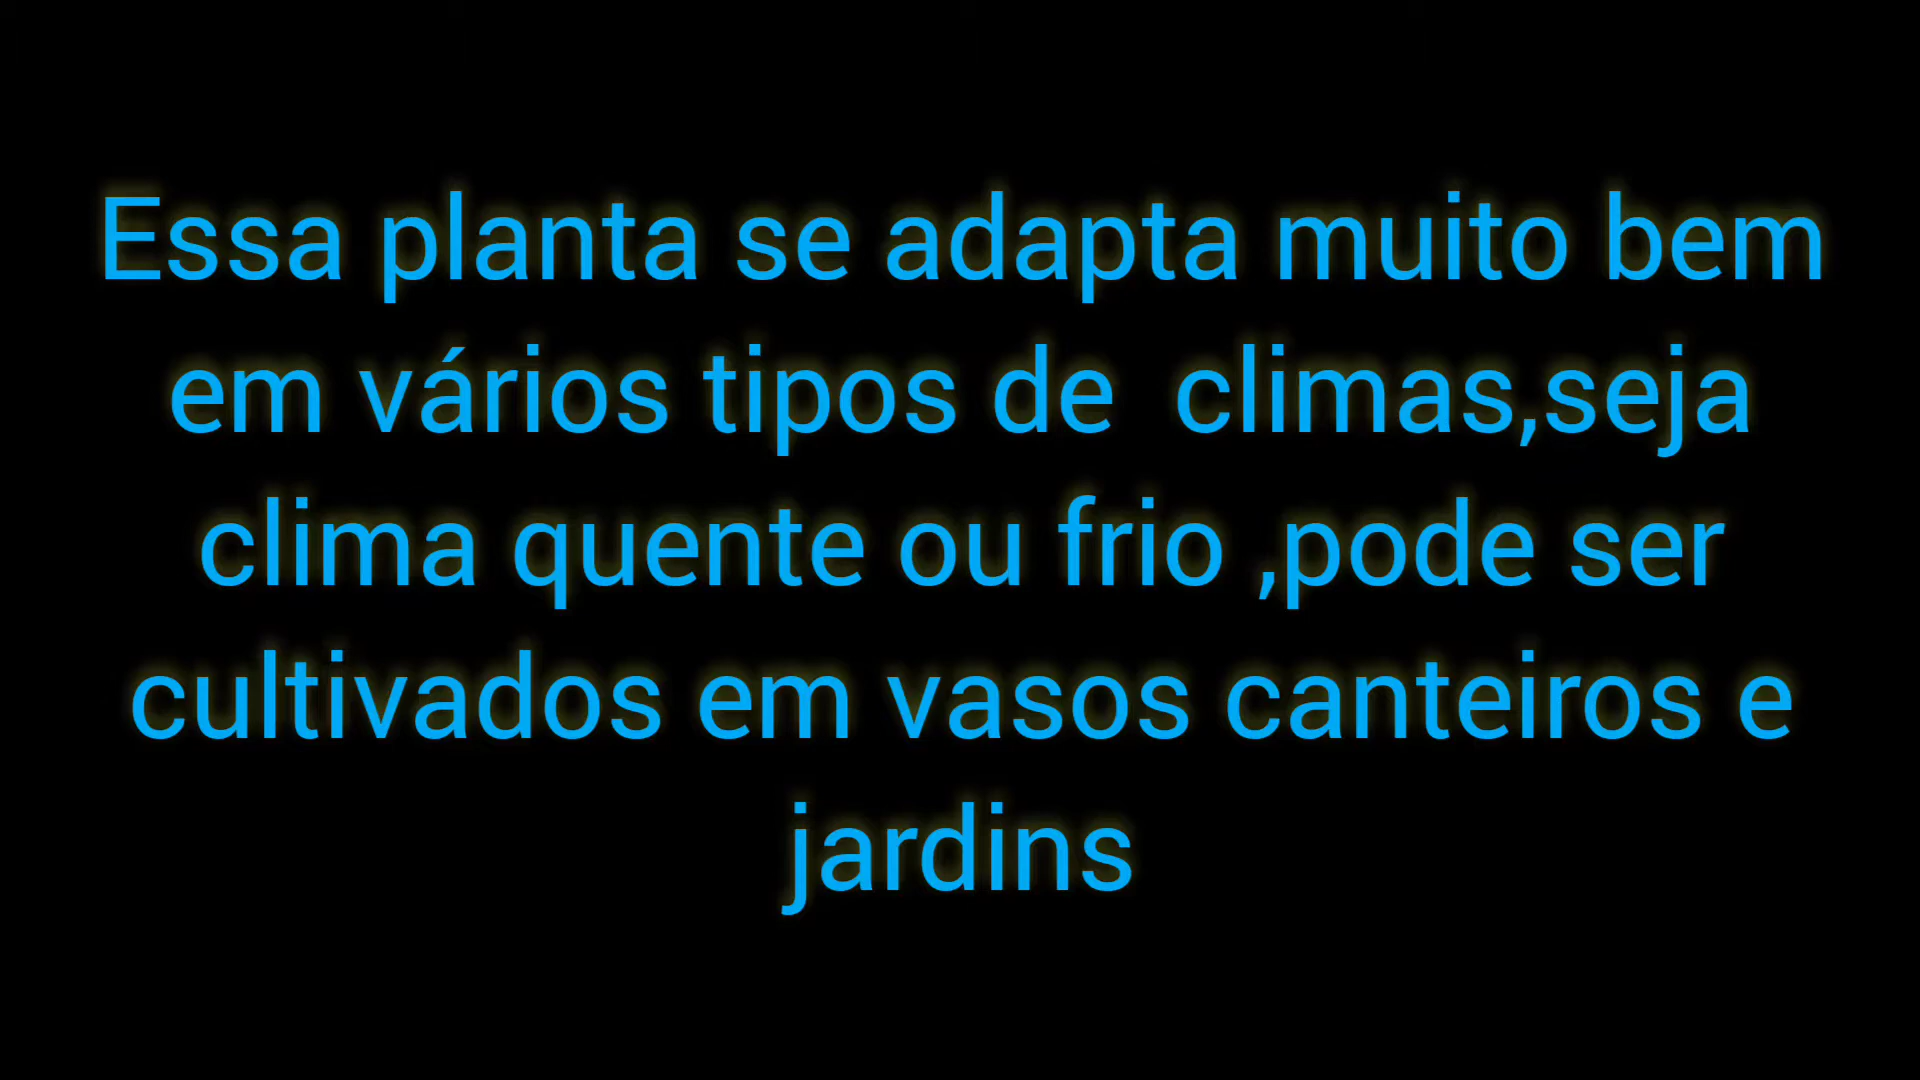 Essa planta se adapta muito bem
em vários tipos de  climas,seja
clima quente ou frio ,pode ser
cultivados em vasos canteiros e
jardins